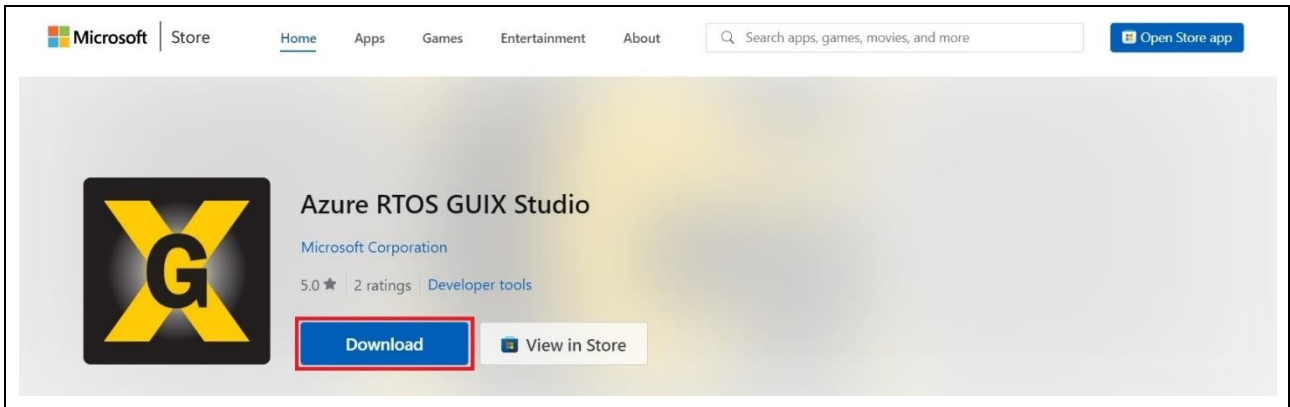 Microsoft Store Home Apps Games Entertainment About Search apps, games, movies, and more Open Store app
Azure RTOS GUIX Studio
Microsoft Corporation
5.0 ★ 2 ratings Developer tools
Download View in Store
X
G